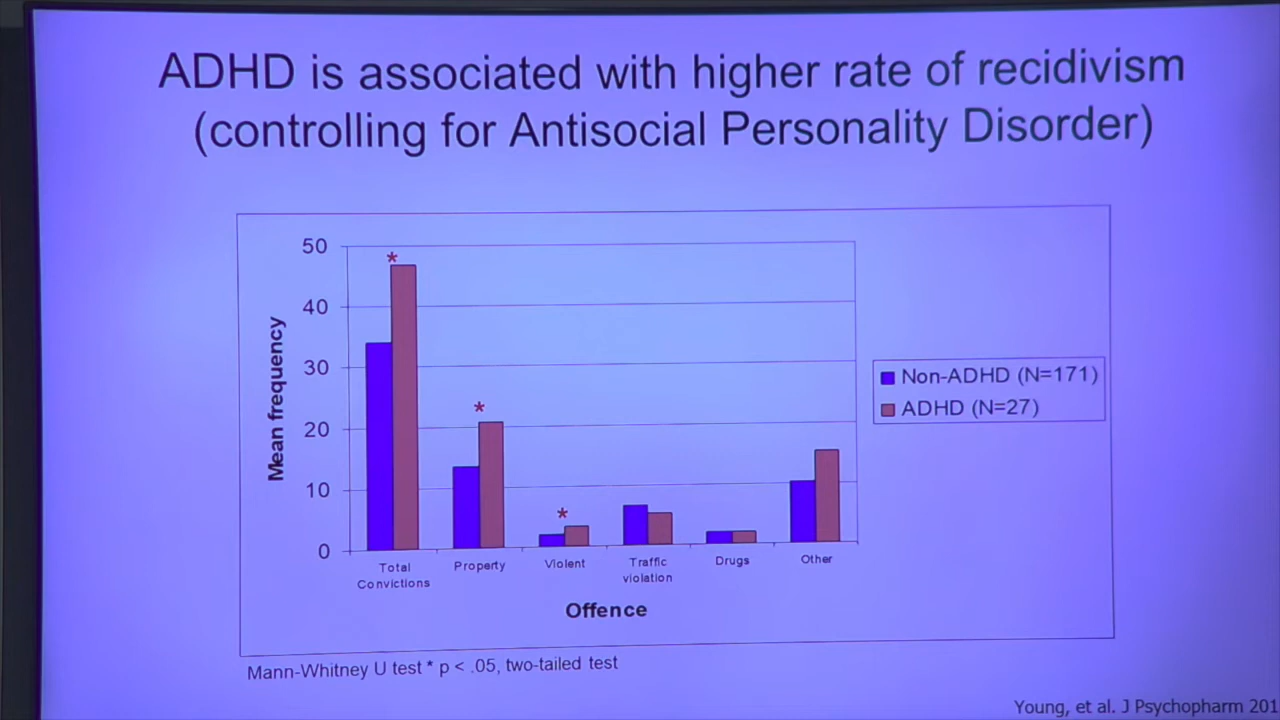 ADHD is associated with higher rate of recidivism
(controlling for Antisocial Personality Disorder)
50
40
30
20
10
0
Mean frequency
*
*
*
Total
Convictions
Property
Violent
Traffic
violation
Drugs
Other
Offence
Non-ADHD (N=171)
ADHD (N=27)
Mann-Whitney U test * p < .05, two-tailed test
Young, et al. J Psychopharm 201